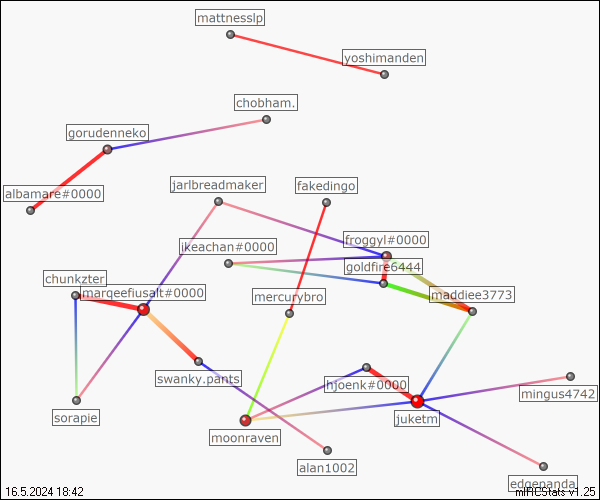 mattnesslp
yoshimanden
chobham.
gorudenneko
albamare#0000
jarlbreadmaker
fakedingo
froggyl#0000
jkeachan#0000
goldfire6444
chunkzter
marqeefiusalt#0000
mercurybro
maddiee3773
swanky.pants
hjoenk#0000
mingus4742
sorapie
juketm
moonraven
alan1002
edgepanda
16.5.2024 18:42
mIRCStats v1.25